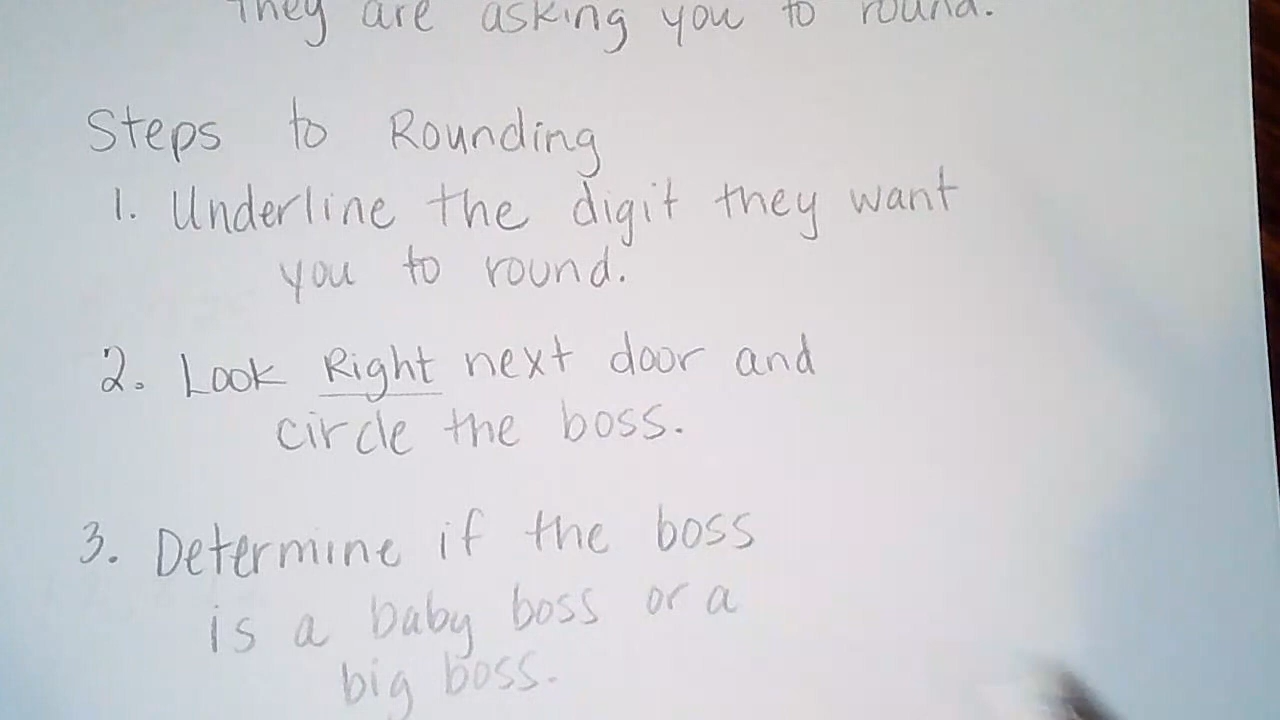 They are asking you to round.
Steps to Rounding
1. Underline the digit they want
you to round.
2. Look Right next door and
circle the boss.
3. Determine if the boss
is a baby boss or a
big boss.